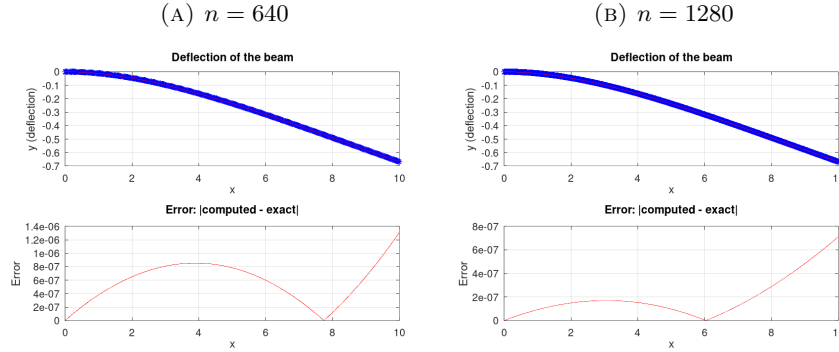 (A) n = 640
(B) n = 1280
Deflection of the beam
0
-0.1
-0.2
-0.3
-0.4
-0.5
-0.6
-0.7
y (deflection)
0 2 4 6 8 10
x
Deflection of the beam
0
-0.1
-0.2
-0.3
-0.4
-0.5
-0.6
-0.7
y (deflection)
0 2 4 6 8 1
x
Error: |computed - exact|
1.4e-06
1.2e-06
1e-06
8e-07
6e-07
4e-07
2e-07
0
Error
0 2 4 6 8 10
x
Error: |computed - exact|
8e-07
6e-07
4e-07
2e-07
0
Error
0 2 4 6 8 1
x